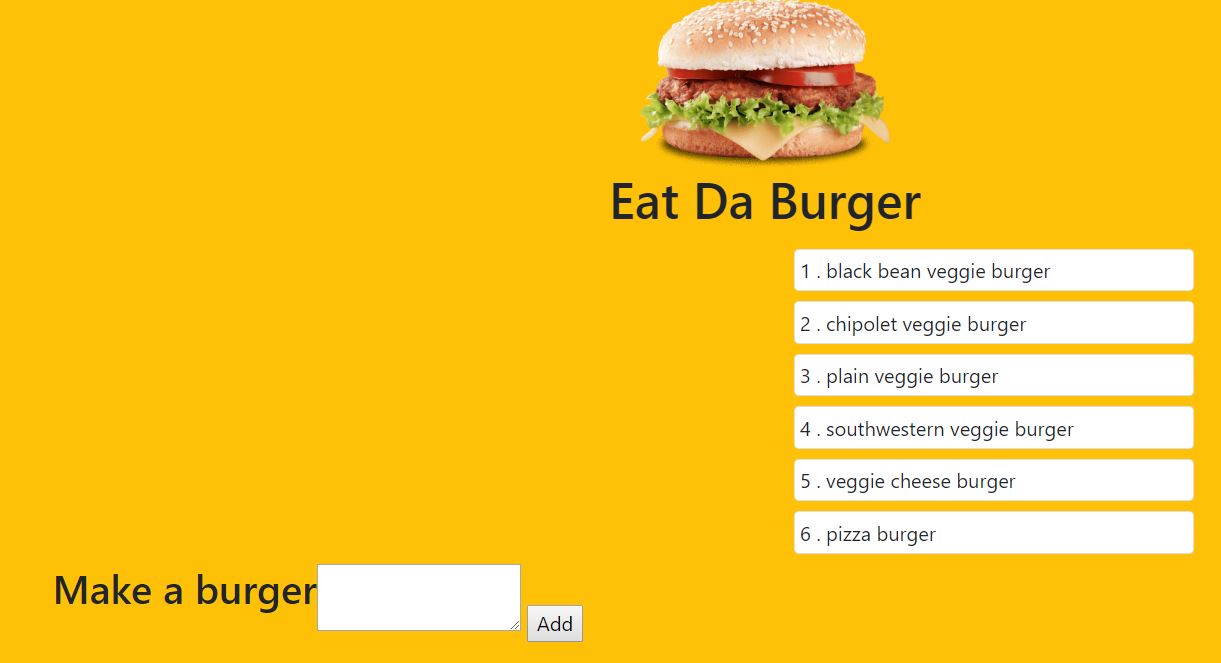 Eat Da Burger
1 . black bean veggie burger
2 . chipolet veggie burger
3 . plain veggie burger
4 . southwestern veggie burger
5 . veggie cheese burger
6 . pizza burger
Make a burger
Add